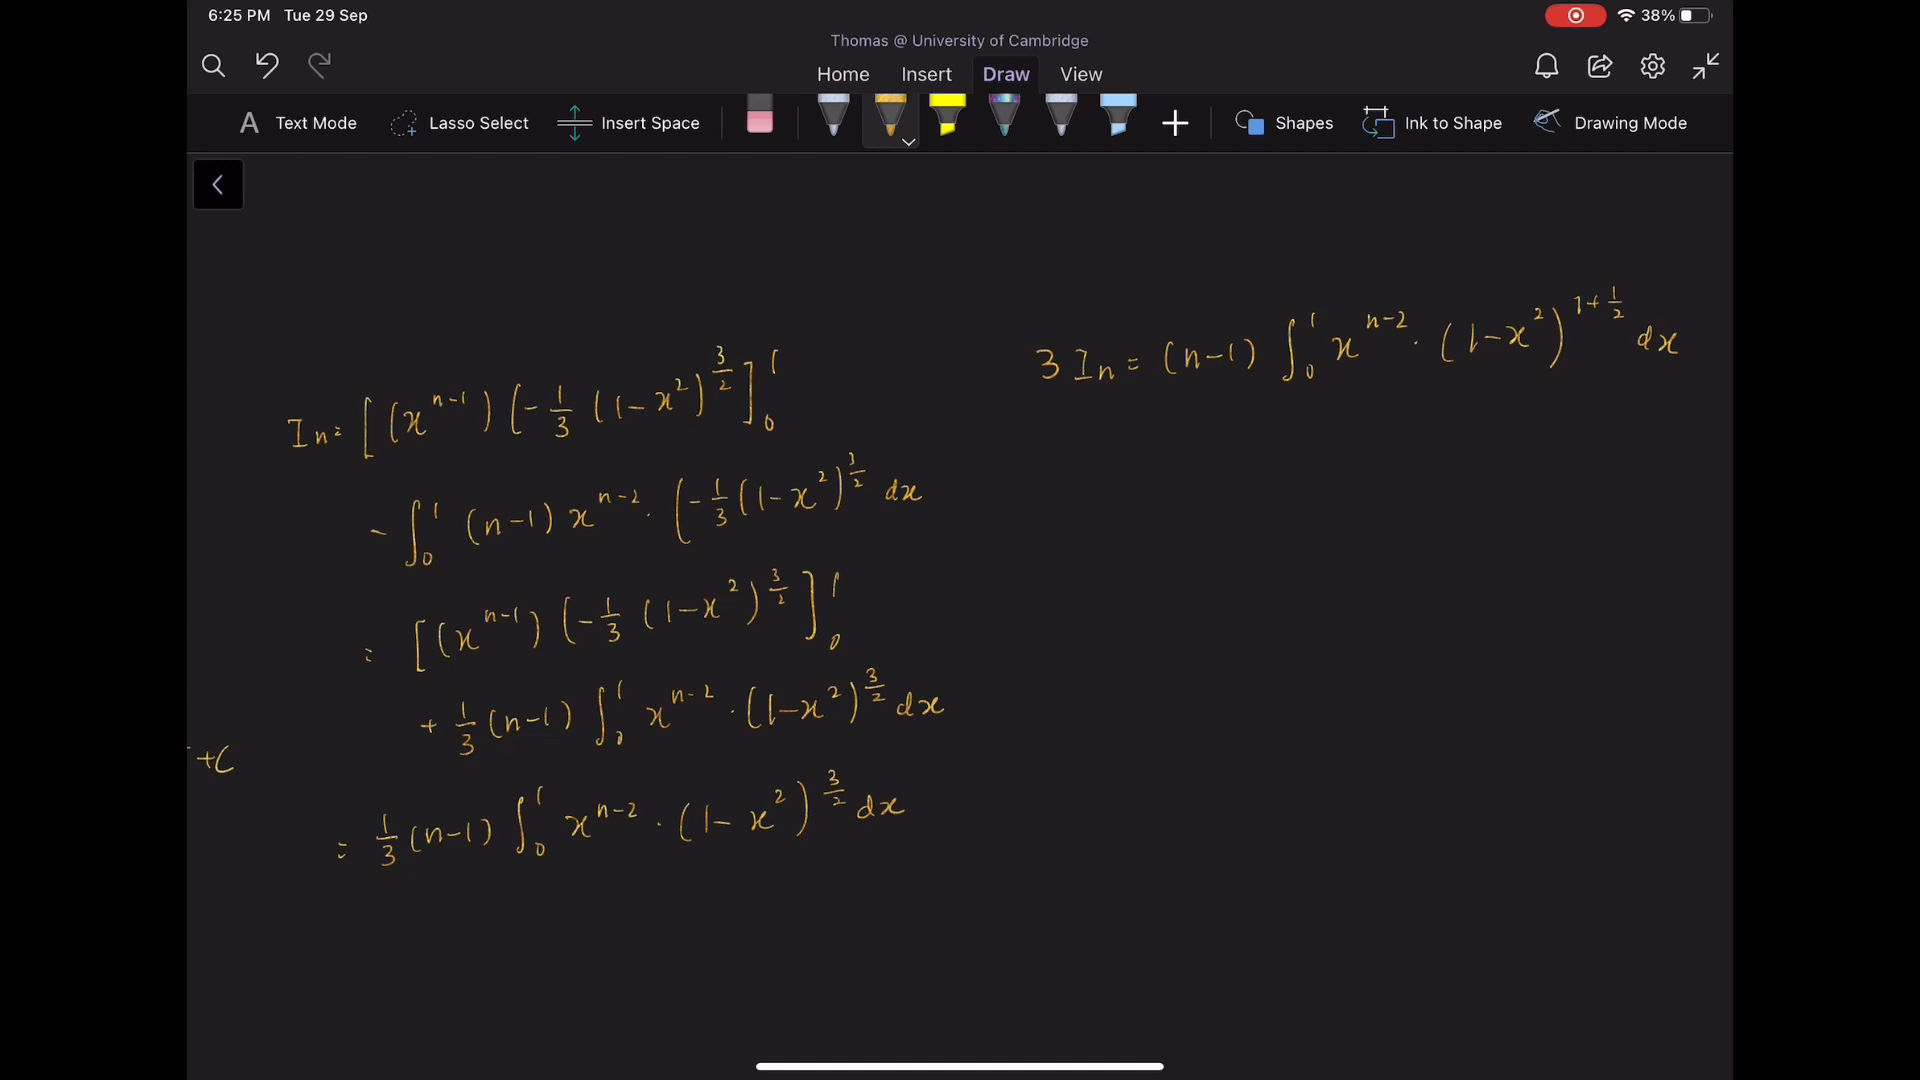 6:25 PM Tue 29 Sep
38%
Thomas @ University of Cambridge
Home Insert Draw View
Text Mode Lasso Select Insert Space Shapes Ink to Shape Drawing Mode
Iₙ = [(x^(n-1)) (-1/3 (1-x²)^(3/2)]₀¹
- ∫₀¹ (n-1) x^(n-2) · (-1/3 (1-x²)^(3/2) dx
= [(x^(n-1)) (-1/3 (1-x²)^(3/2)]₀¹
+ 1/3 (n-1) ∫₀¹ x^(n-2) · (1-x²)^(3/2) dx
+C
= 1/3 (n-1) ∫₀¹ x^(n-2) · (1-x²)^(3/2) dx
3 Iₙ = (n-1) ∫₀¹ x^(n-2) · (1-x²)^(1+1/2) dx